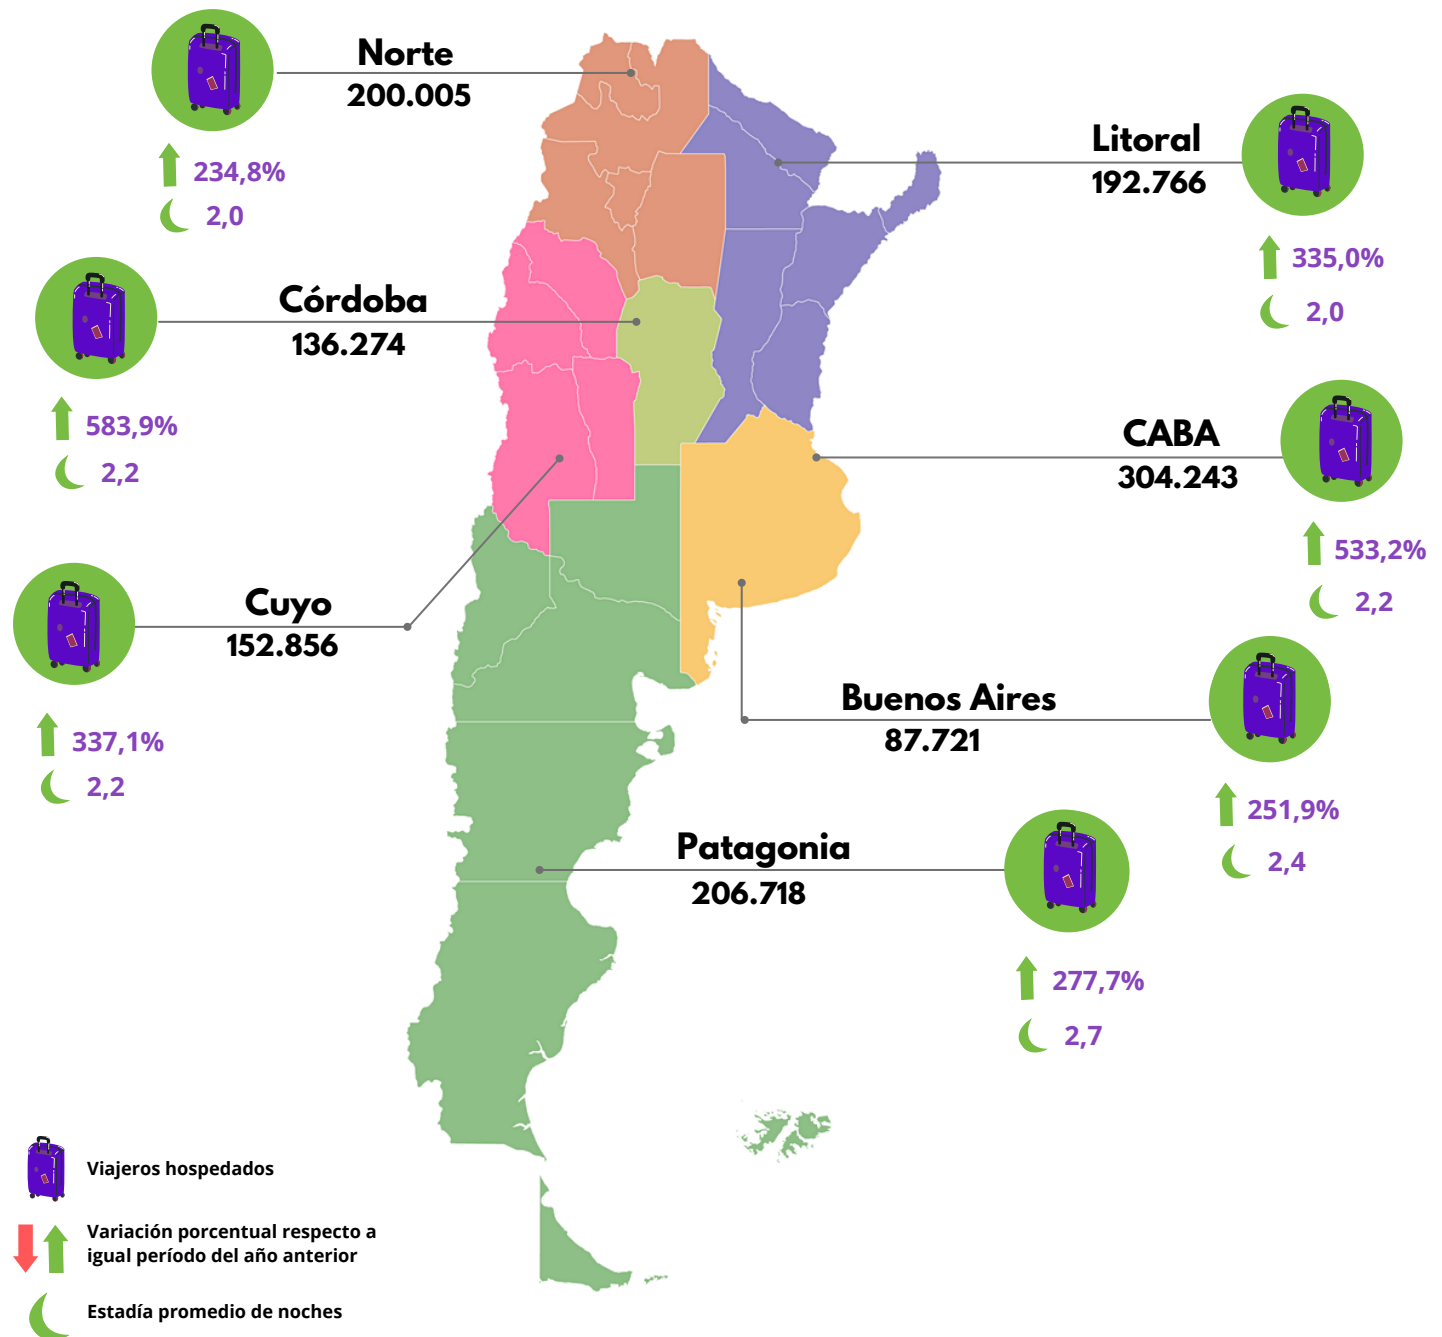 Norte
200.005
234,8%
2,0
Litoral
192.766
335,0%
2,0
Córdoba
136.274
583,9%
2,2
CABA
304.243
533,2%
2,2
Cuyo
152.856
337,1%
2,2
Buenos Aires
87.721
251,9%
2,4
Patagonia
206.718
277,7%
2,7
Viajeros hospedados
Variación porcentual respecto a
igual período del año anterior
Estadía promedio de noches